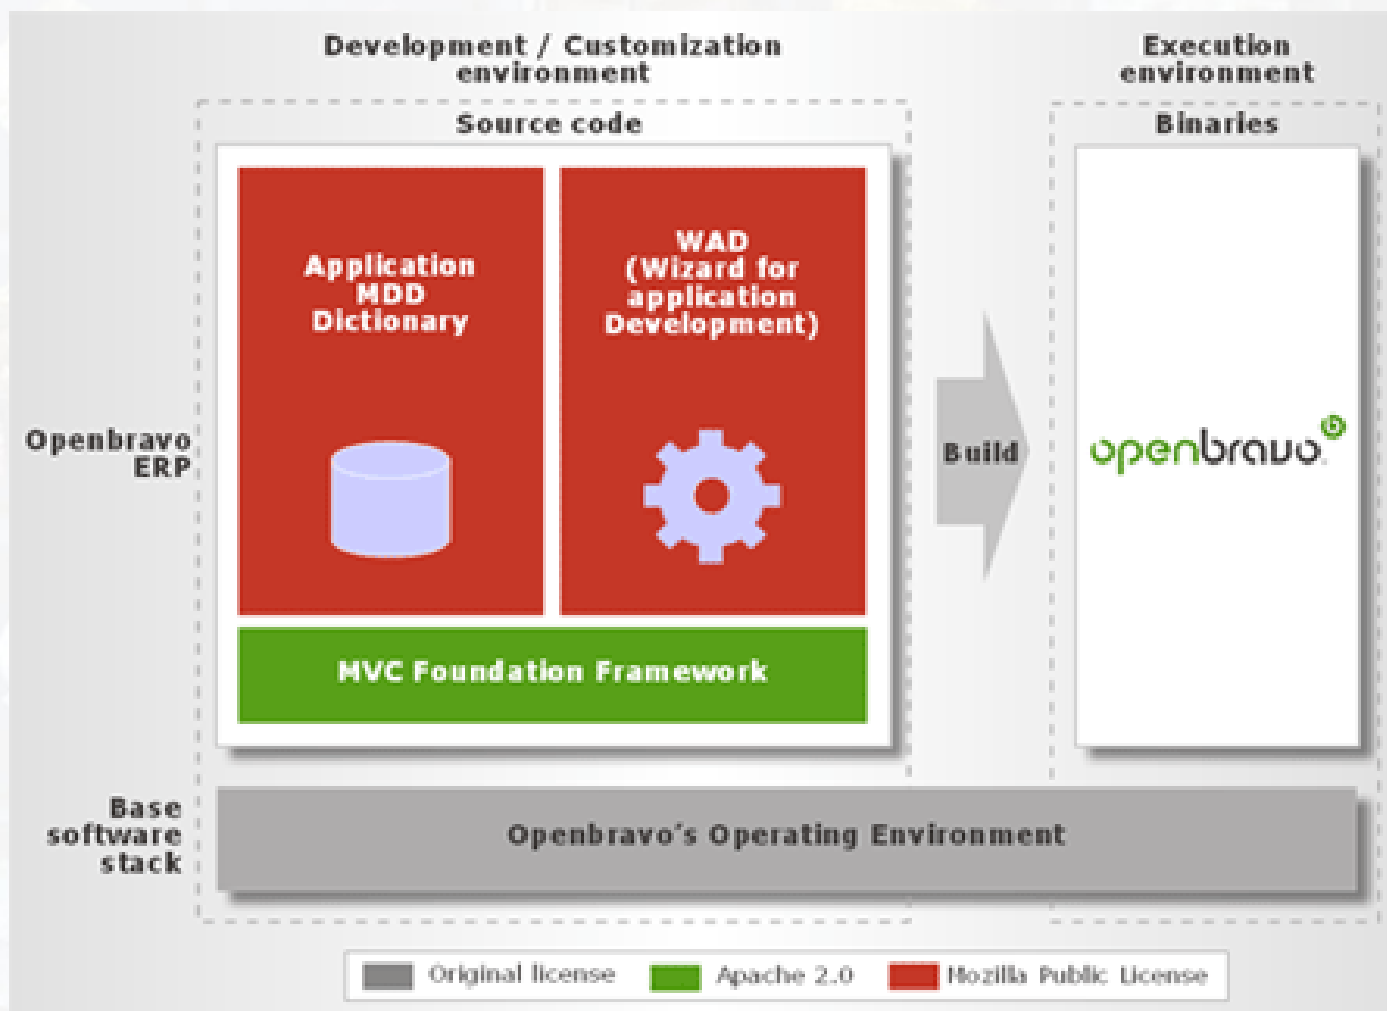 Development / Customization
environment
Execution
environment
Source code
Binaries
Application
MDD
Dictionary
WAD
(Wizard for
application
Development)
Openbravo
ERP
Build
openbravo
b
MVC Foundation Framework
Base
software
stack
Openbravo's Operating Environment
Original license
Apache 2.0
Mozilla Public License